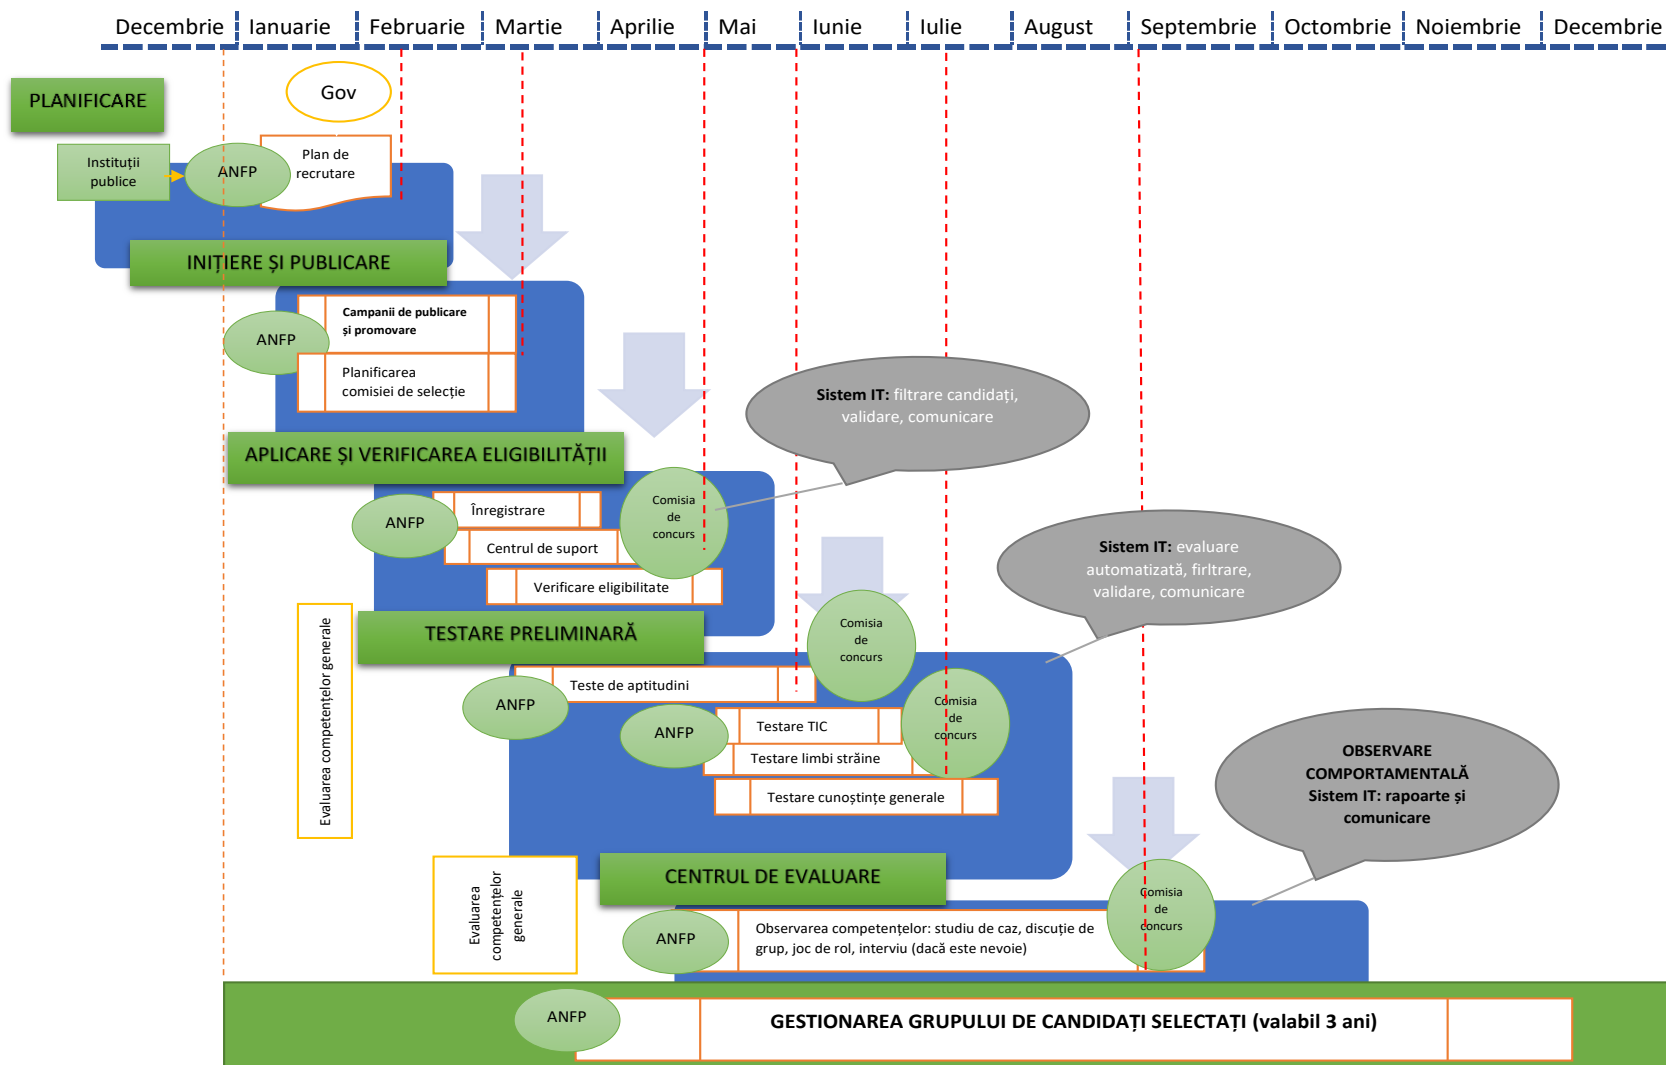 Decembrie Ianuarie Februarie Martie Aprilie Mai Iunie Iulie August Septembrie Octombrie Noiembrie Decembrie
PLANIFICARE
Gov
Instituții
publice
ANFP
Plan de
recrutare
INIȚIERE ȘI PUBLICARE
ANFP
Campanii de publicare
și promovare
Planificarea
comisiei de selecție
Sistem IT: filtrare candidați,
validare, comunicare
APLICARE ȘI VERIFICAREA ELIGIBILITĂȚII
ANFP
Înregistrare
Centrul de suport
Verificare eligibilitate
Comisia
de
concurs
Sistem IT: evaluare
automatizată, firltrare,
validare, comunicare
Evaluarea competențelor generale
TESTARE PRELIMINARĂ
Comisia
de
concurs
ANFP
Teste de aptitudini
ANFP
Testare TIC
Testare limbi străine
Testare cunoștințe generale
Comisia
de
concurs
OBSERVARE
COMPORTAMENTALĂ
Sistem IT: rapoarte și
comunicare
Evaluarea
competențelor
generale
CENTRUL DE EVALUARE
ANFP
Observarea competențelor: studiu de caz, discuție de
grup, joc de rol, interviu (dacă este nevoie)
Comisia
de
concurs
ANFP
GESTIONAREA GRUPULUI DE CANDIDAȚI SELECTAȚI (valabil 3 ani)